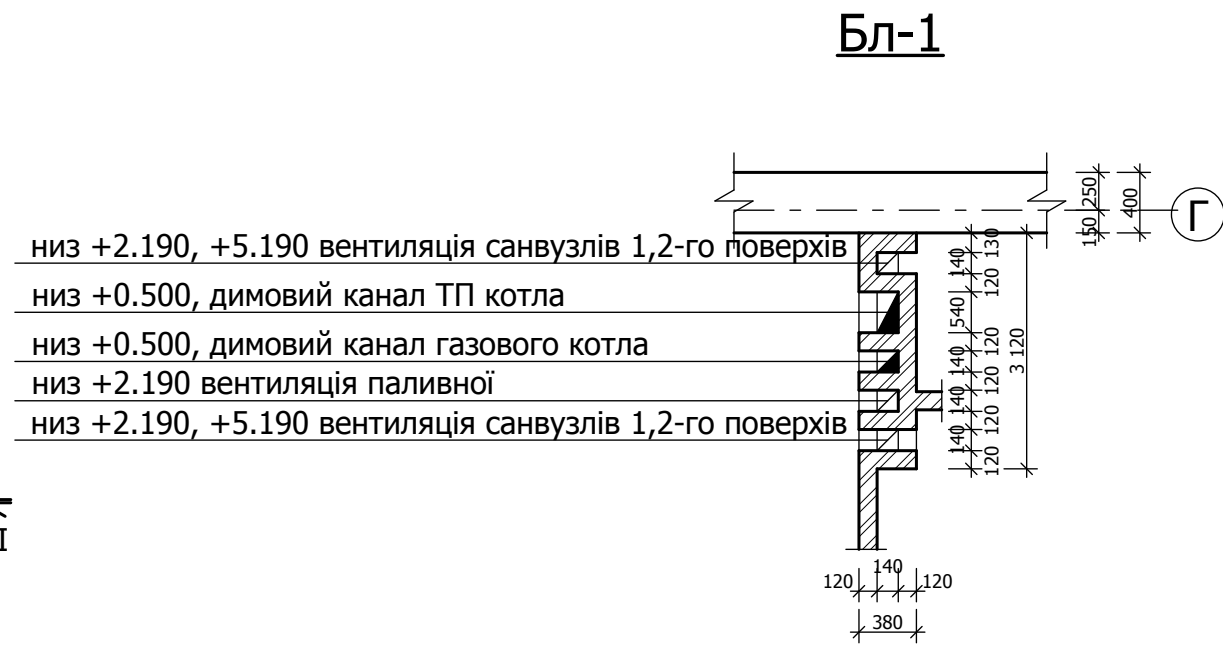 Бл-1
250
150
400
Г
низ +2.190, +5.190 вентиляція санвузлів 1,2-го поверхів
низ +0.500, димовий канал ТП котла
низ +0.500, димовий канал газового котла
низ +2.190 вентиляція паливної
низ +2.190, +5.190 вентиляція санвузлів 1,2-го поверхів
130
140
120
540
120
140
120
140
120
140
120
3 120
120
140
120
380